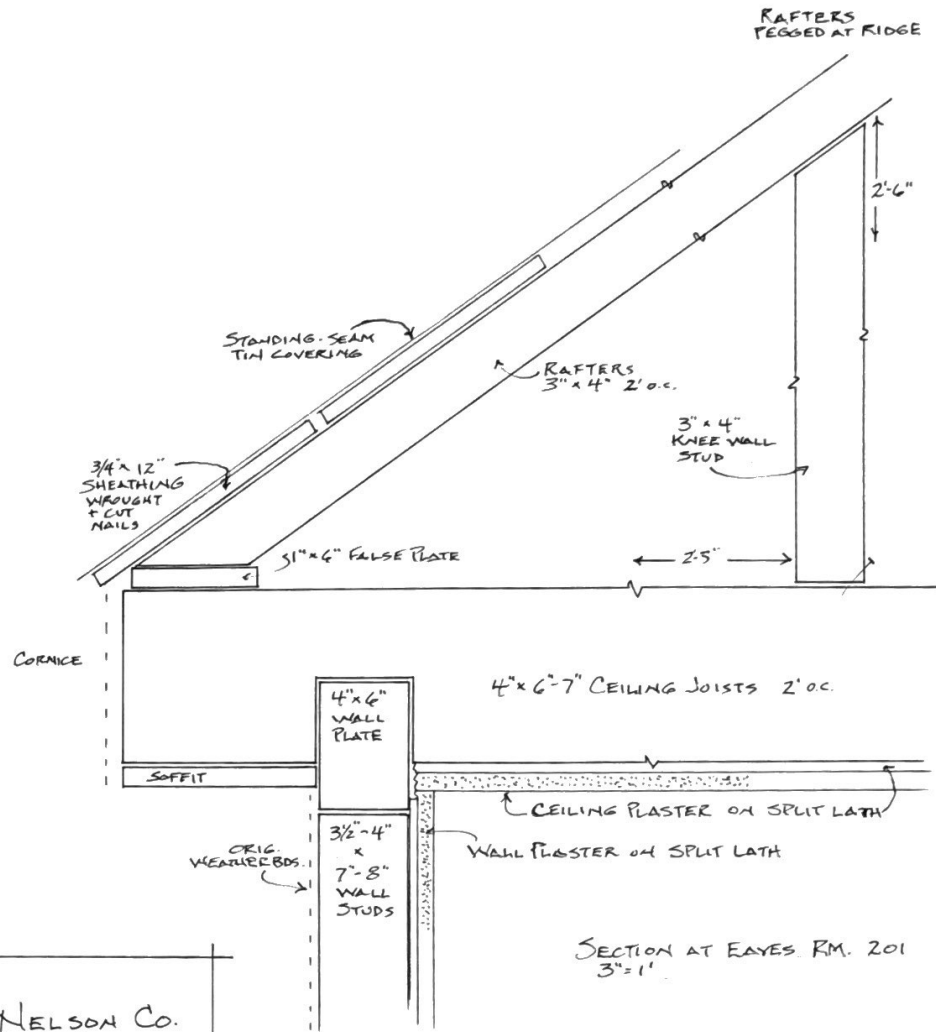 RAFTERS
PEGGED AT RIDGE
2'-6"
STANDING-SEAM
TIN COVERING
RAFTERS
3" x 4" 2' o.c.
3" x 4"
KNEE WALL
STUD
3/4" x 12"
SHEATHING
WROUGHT
+ CUT
NAILS
1" x 6" FALSE PLATE
2'-5"
CORNICE
4" x 6"-7" CEILING JOISTS 2' o.c.
4" x 6"
WALL
PLATE
SOFFIT
CEILING PLASTER ON SPLIT LATH
3½"-4"
x
7"-8"
WALL
STUDS
WALL PLASTER ON SPLIT LATH
ORIG.
WEATHERBDS.
SECTION AT EAVES RM. 201
3" = 1'
NELSON CO.